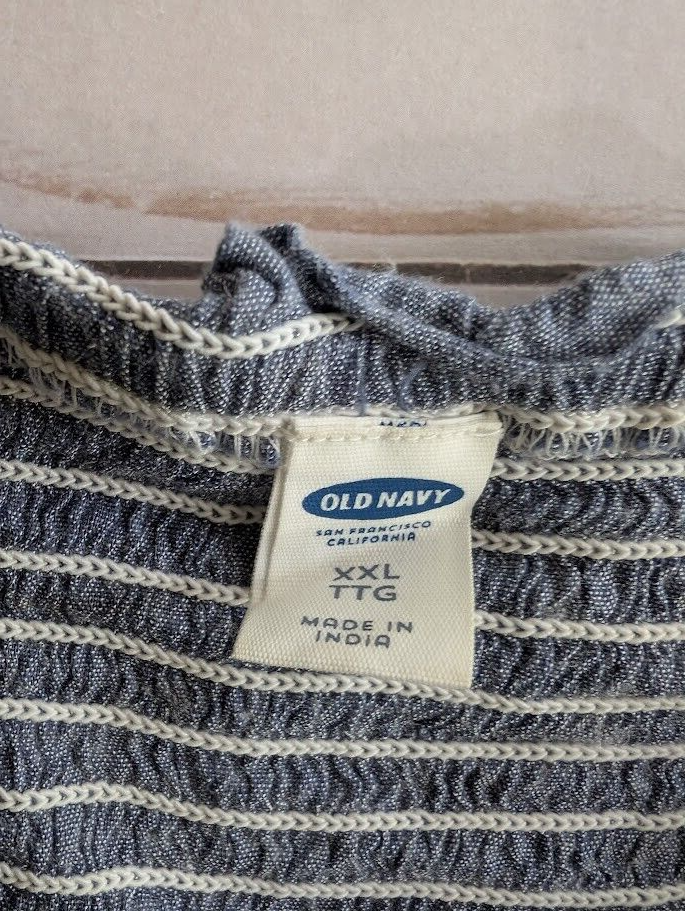 OLD NAVY
SAN FRANCISCO
CALIFORNIA
XXL
TTG
MADE IN
INDIA